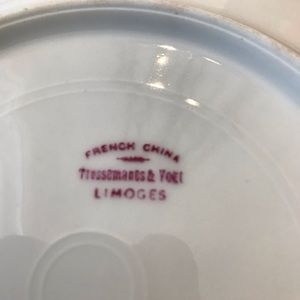 FRENCH CHINA
Tressemanes & Vogt
LIMOGES